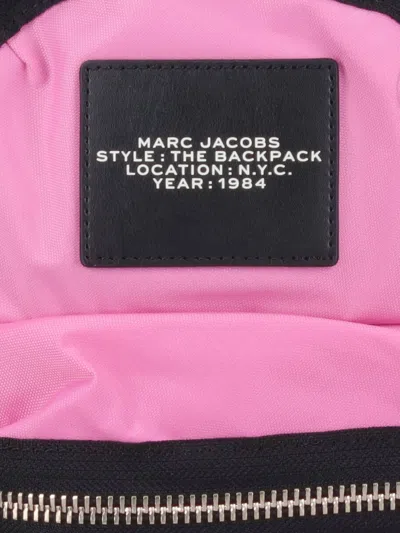 MARC JACOBS
STYLE : THE BACKPACK
LOCATION : N.Y.C.
YEAR : 1984